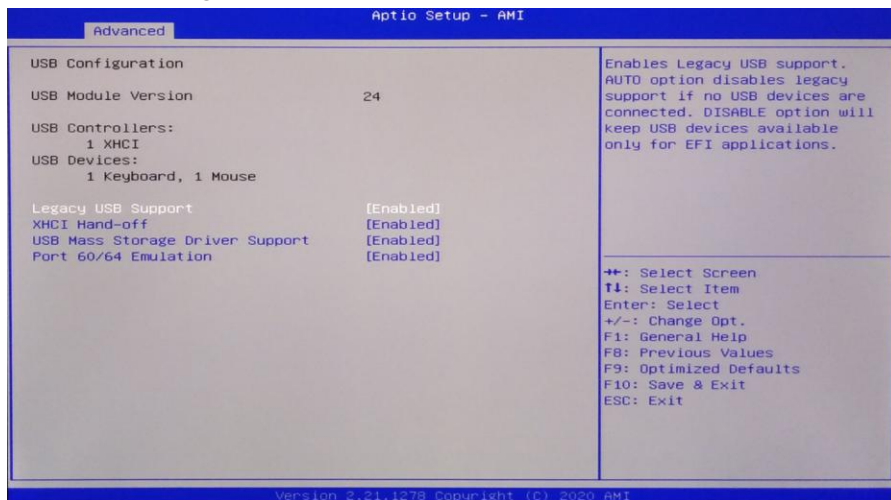 Aptio Setup - AMI
Advanced
USB Configuration
USB Module Version 24
USB Controllers:
1 XHCI
USB Devices:
1 Keyboard, 1 Mouse
Legacy USB Support [Enabled]
XHCI Hand-off [Enabled]
USB Mass Storage Driver Support [Enabled]
Port 60/64 Emulation [Enabled]
Enables Legacy USB support.
AUTO option disables legacy
support if no USB devices are
connected. DISABLE option will
keep USB devices available
only for EFI applications.
→←: Select Screen
↑↓: Select Item
Enter: Select
+/-: Change Opt.
F1: General Help
F8: Previous Values
F9: Optimized Defaults
F10: Save & Exit
ESC: Exit
Version 2.21.1278 Copyright (C) 2020 AMI